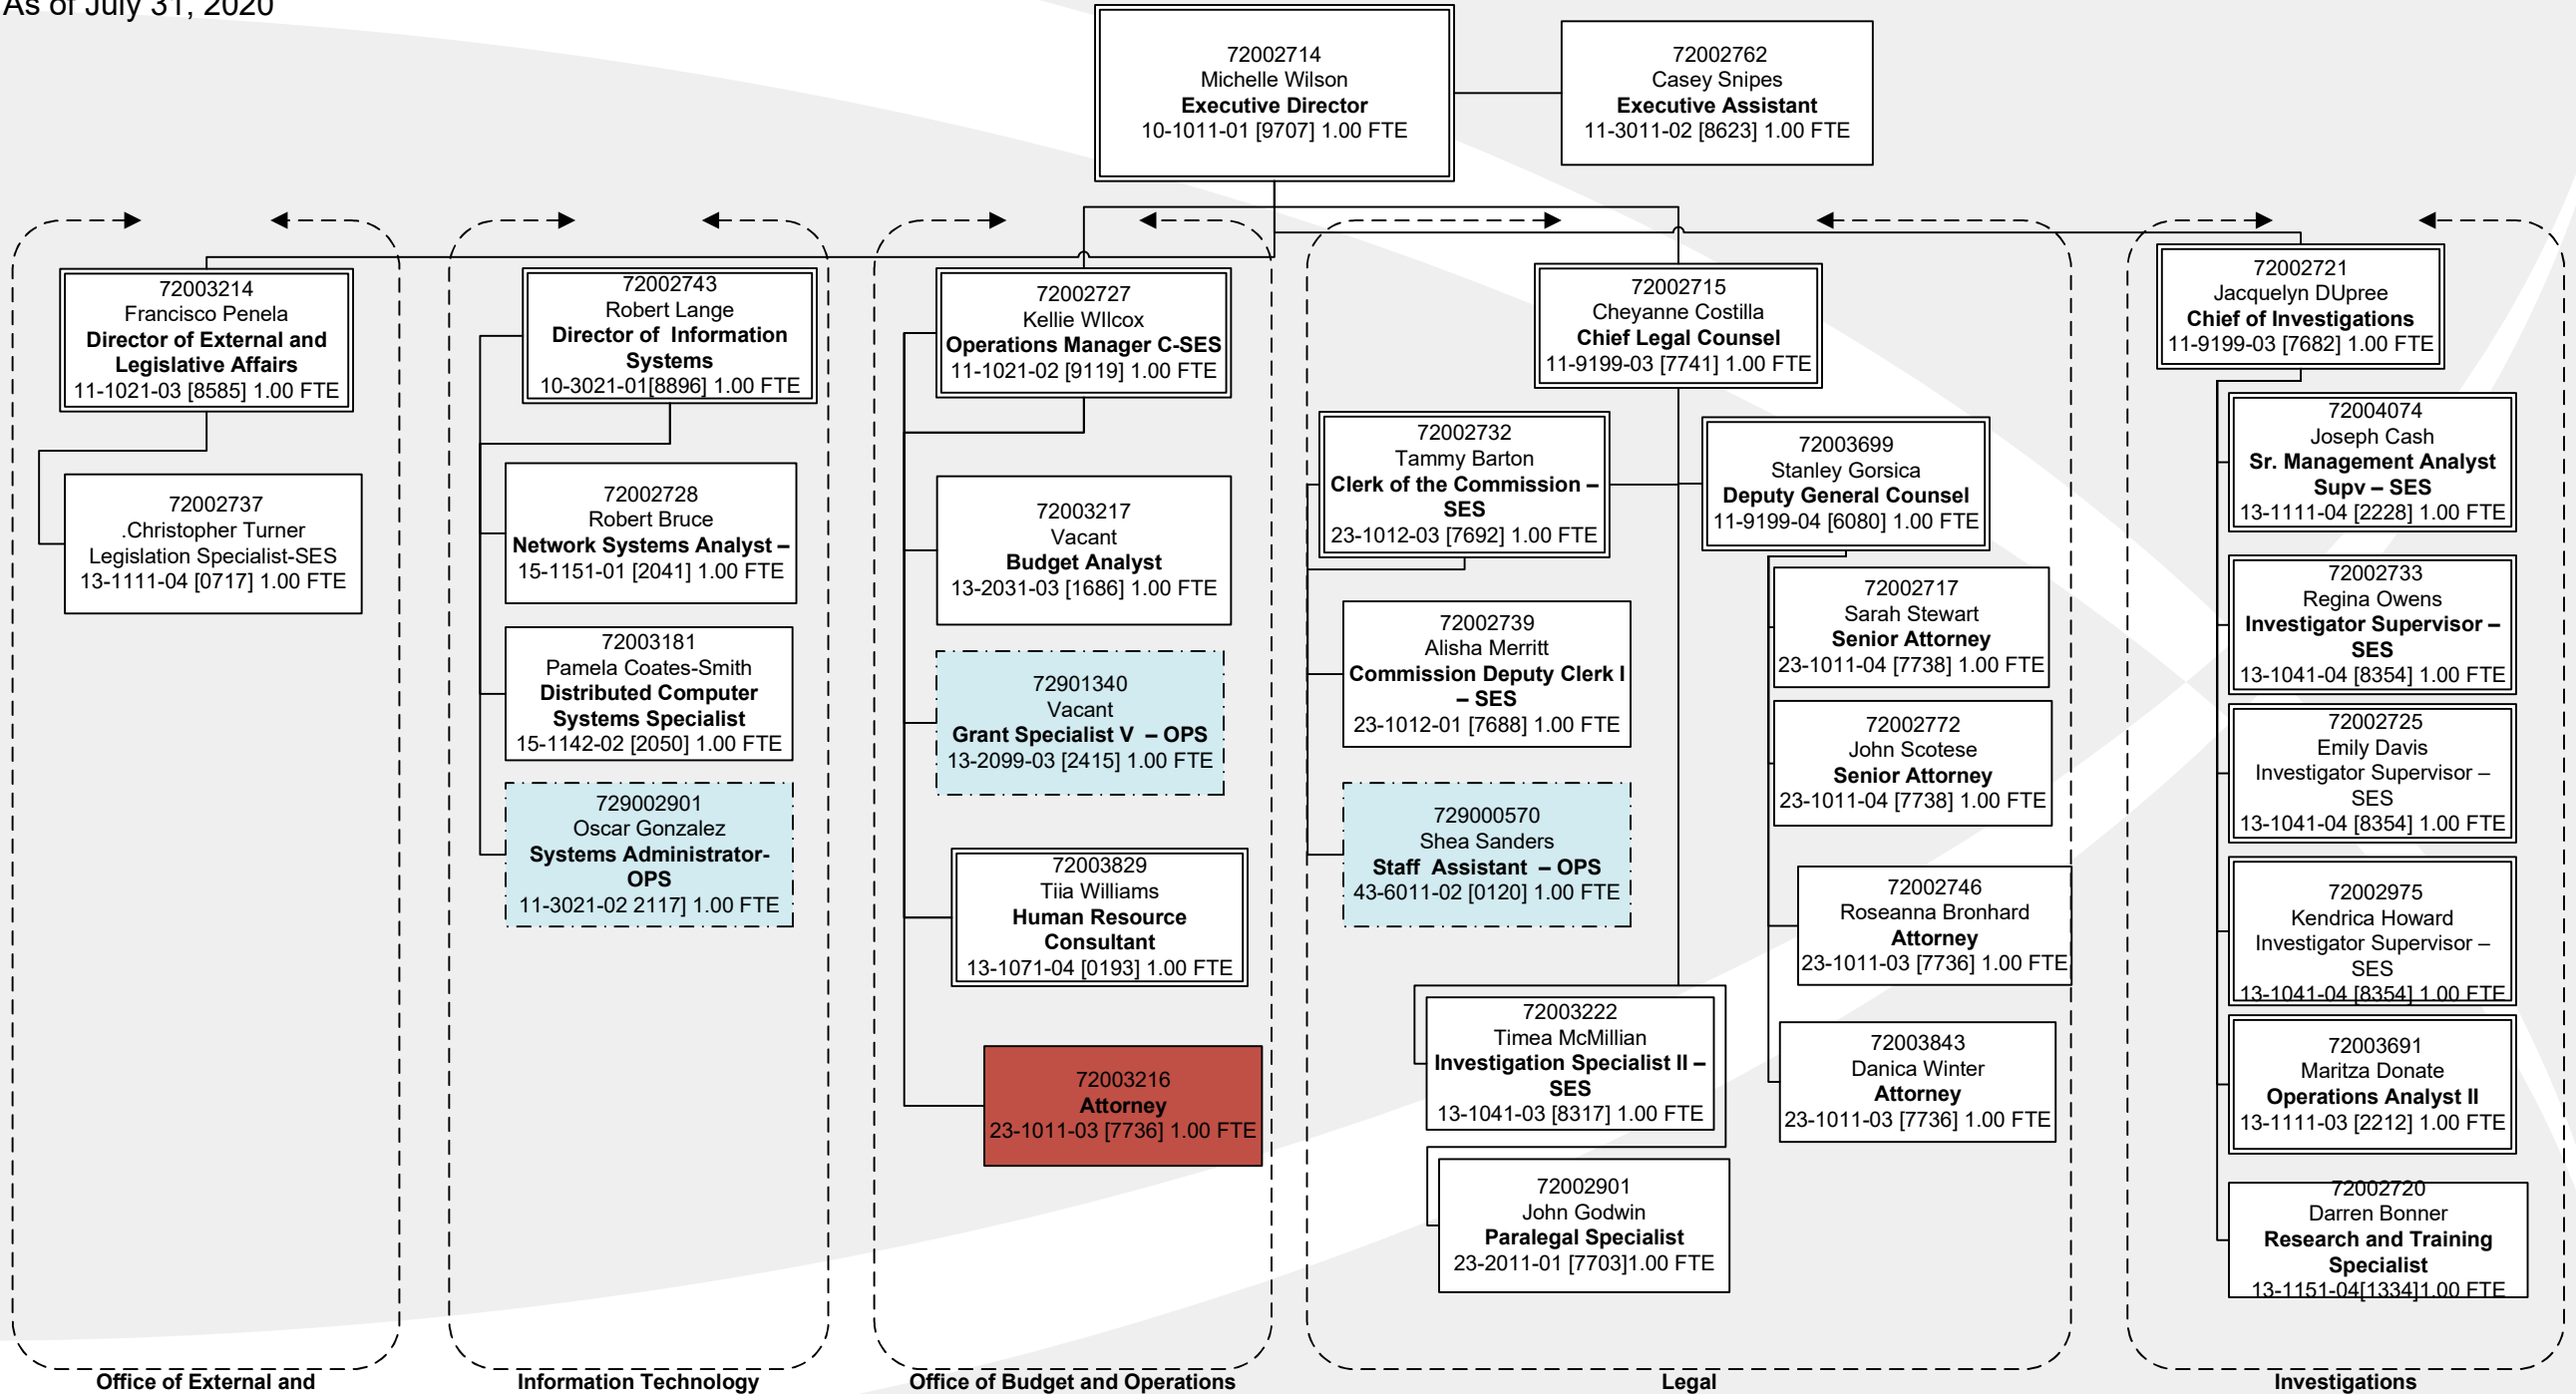 As of July 31, 2020
72002714
Michelle Wilson
Executive Director
10-1011-01 [9707] 1.00 FTE
72002762
Casey Snipes
Executive Assistant
11-3011-02 [8623] 1.00 FTE
72003214
Francisco Penela
Director of External and
Legislative Affairs
11-1021-03 [8585] 1.00 FTE
72002737
.Christopher Turner
Legislation Specialist-SES
13-1111-04 [0717] 1.00 FTE
Office of External and
72002743
Robert Lange
Director of  Information
Systems
10-3021-01[8896] 1.00 FTE
72002728
Robert Bruce
Network Systems Analyst –
15-1151-01 [2041] 1.00 FTE
72003181
Pamela Coates-Smith
Distributed Computer
Systems Specialist
15-1142-02 [2050] 1.00 FTE
729002901
Oscar Gonzalez
Systems Administrator-
OPS
11-3021-02 2117] 1.00 FTE
Information Technology
72002727
Kellie WIlcox
Operations Manager C-SES
11-1021-02 [9119] 1.00 FTE
72003217
Vacant
Budget Analyst
13-2031-03 [1686] 1.00 FTE
72901340
Vacant
Grant Specialist V  – OPS
13-2099-03 [2415] 1.00 FTE
72003829
Tiia Williams
Human Resource
Consultant
13-1071-04 [0193] 1.00 FTE
72003216
Attorney
23-1011-03 [7736] 1.00 FTE
Office of Budget and Operations
72002715
Cheyanne Costilla
Chief Legal Counsel
11-9199-03 [7741] 1.00 FTE
72002732
Tammy Barton
Clerk of the Commission –
SES
23-1012-03 [7692] 1.00 FTE
72002739
Alisha Merritt
Commission Deputy Clerk I
– SES
23-1012-01 [7688] 1.00 FTE
729000570
Shea Sanders
Staff  Assistant  – OPS
43-6011-02 [0120] 1.00 FTE
72003222
Timea McMillian
Investigation Specialist II –
SES
13-1041-03 [8317] 1.00 FTE
72002901
John Godwin
Paralegal Specialist
23-2011-01 [7703]1.00 FTE
72003699
Stanley Gorsica
Deputy General Counsel
11-9199-04 [6080] 1.00 FTE
72002717
Sarah Stewart
Senior Attorney
23-1011-04 [7738] 1.00 FTE
72002772
John Scotese
Senior Attorney
23-1011-04 [7738] 1.00 FTE
72002746
Roseanna Bronhard
Attorney
23-1011-03 [7736] 1.00 FTE
72003843
Danica Winter
Attorney
23-1011-03 [7736] 1.00 FTE
Legal
72002721
Jacquelyn DUpree
Chief of Investigations
11-9199-03 [7682] 1.00 FTE
72004074
Joseph Cash
Sr. Management Analyst
Supv – SES
13-1111-04 [2228] 1.00 FTE
72002733
Regina Owens
Investigator Supervisor –
SES
13-1041-04 [8354] 1.00 FTE
72002725
Emily Davis
Investigator Supervisor –
SES
13-1041-04 [8354] 1.00 FTE
72002975
Kendrica Howard
Investigator Supervisor –
SES
13-1041-04 [8354] 1.00 FTE
72003691
Maritza Donate
Operations Analyst II
13-1111-03 [2212] 1.00 FTE
72002720
Darren Bonner
Research and Training
Specialist
13-1151-04[1334]1.00 FTE
Investigations